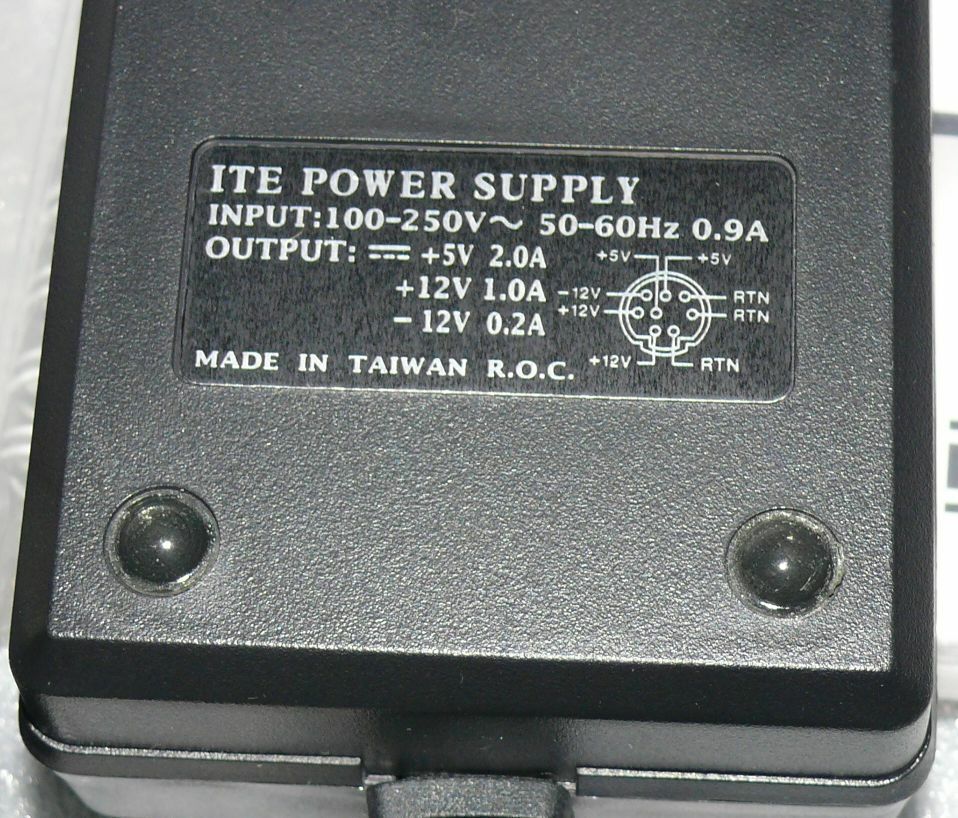 ITE POWER SUPPLY
INPUT:100-250V~ 50-60Hz 0.9A
OUTPUT: ⎓ +5V 2.0A
+12V 1.0A
-12V 0.2A
+5V +5V
-12V RTN
+12V RTN
+12V RTN
MADE IN TAIWAN R.O.C.